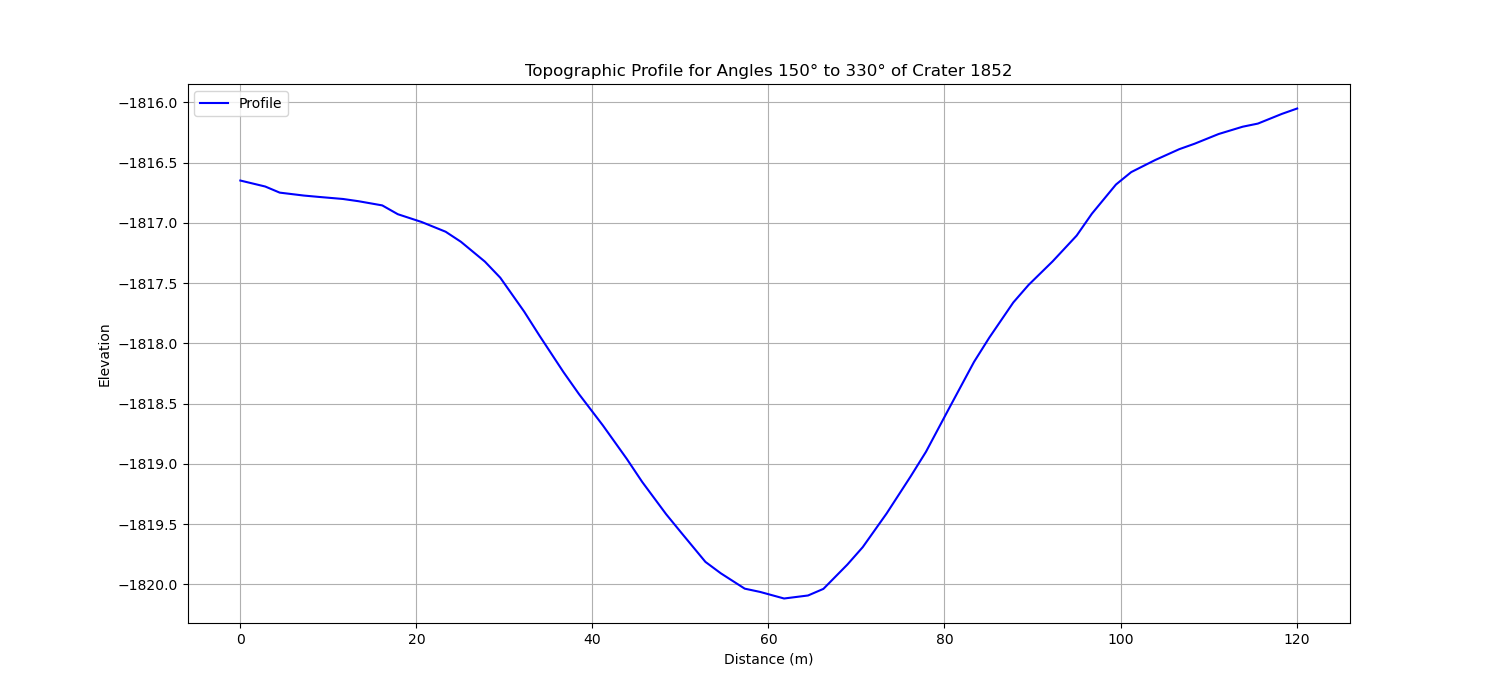 Topographic Profile for Angles 150° to 330° of Crater 1852
Profile
−1816.0
−1816.5
−1817.0
−1817.5
−1818.0
−1818.5
−1819.0
−1819.5
−1820.0
Elevation
0 20 40 60 80 100 120
Distance (m)